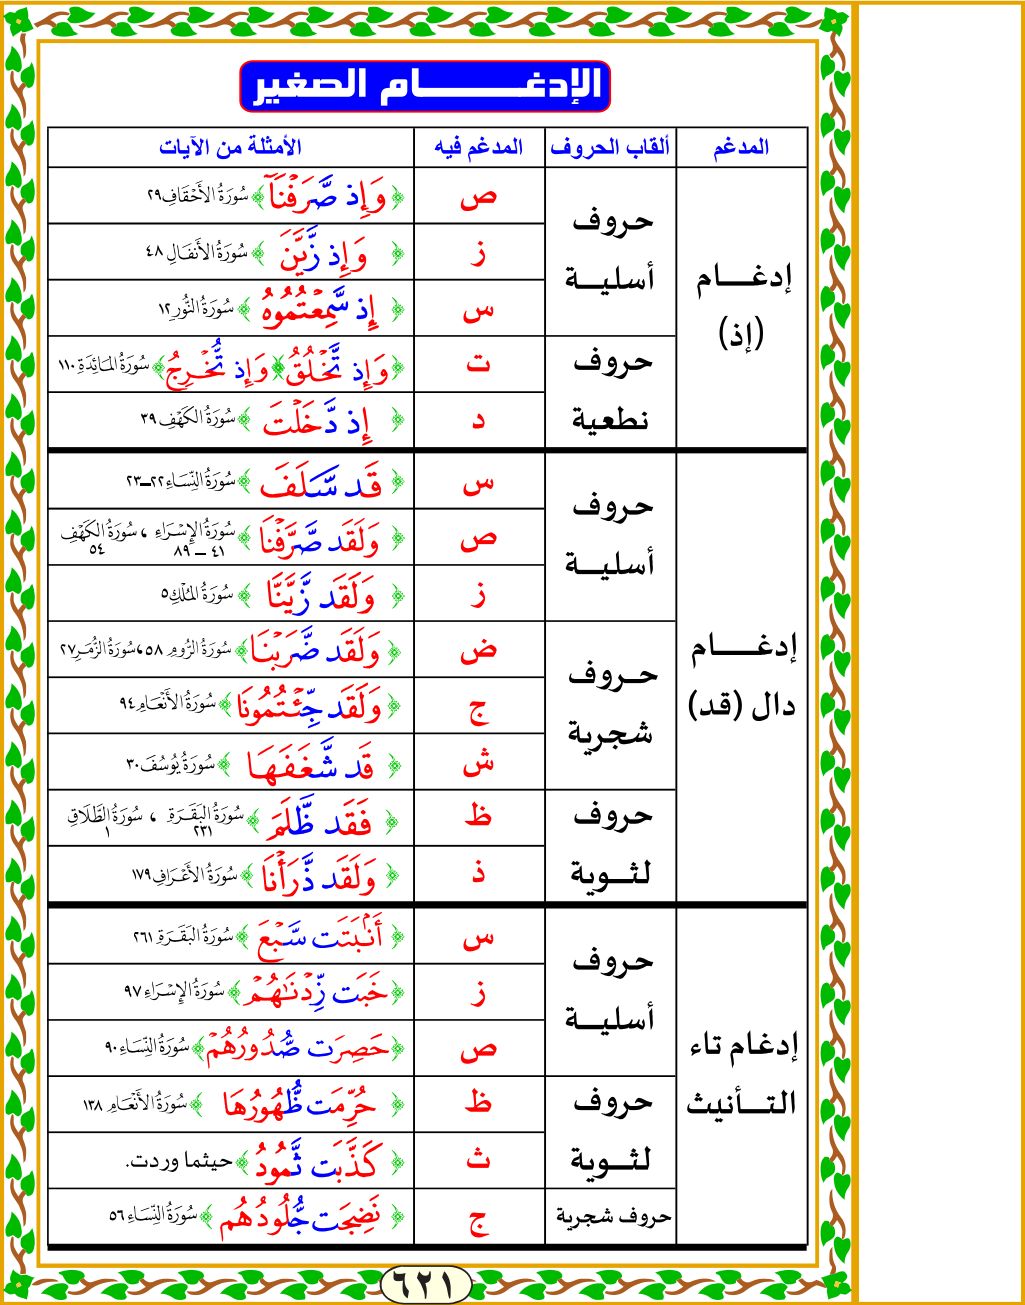 الإدغـــــام الصغير
المدغم | ألقاب الحروف | المدغم فيه | الأمثلة من الآيات
إدغـــام (إذ) | حروف أسليـة | ص | ﴿ وَإِذ صَّرَفْنَآ ﴾ سُورَةُ الأَحْقَافِ ٢٩
ز | ﴿ وَإِذ زَّيَّنَ ﴾ سُورَةُ الأَنفَالِ ٤٨
س | ﴿ إِذ سَّمِعْتُمُوهُ ﴾ سُورَةُ النُّورِ ١٢
حروف نطعية | ت | ﴿ وَإِذ تَّخْلُقُ ﴾﴿ وَإِذ تُّخْرِجُ ﴾ سُورَةُ المَائِدَةِ ١١٠
د | ﴿ إِذ دَّخَلْتَ ﴾ سُورَةُ الكَهْفِ ٣٩
إدغـــام دال (قد) | حروف أسليـة | س | ﴿ قَد سَّلَفَ ﴾ سُورَةُ النِّسَاءِ ٢٢ــ٢٣
ص | ﴿ وَلَقَد صَّرَّفْنَا ﴾ سُورَةُ الإِسْرَاءِ ٤١ – ٨٩ ، سُورَةُ الكَهْفِ ٥٤
ز | ﴿ وَلَقَد زَّيَّنَّا ﴾ سُورَةُ المُلْكِ ٥
حـروف شجرية | ض | ﴿ وَلَقَد ضَّرَبْنَا ﴾ سُورَةُ الرُّومِ ٥٨ ، سُورَةُ الزُّمَرِ ٢٧
ج | ﴿ وَلَقَد جِّئْتُمُونَا ﴾ سُورَةُ الأَنْعَامِ ٩٤
ش | ﴿ قَد شَّغَفَهَا ﴾ سُورَةُ يُوسُفَ ٣٠
حروف لثـوية | ظ | ﴿ فَقَد ظَّلَمَ ﴾ سُورَةُ البَقَرَةِ ٢٣١ ، سُورَةُ الطَّلَاقِ ١
ذ | ﴿ وَلَقَد ذَّرَأْنَا ﴾ سُورَةُ الأَعْرَافِ ١٧٩
إدغام تاء التـأنيث | حروف أسليـة | س | ﴿ أَنۢبَتَت سَّبْعَ ﴾ سُورَةُ البَقَرَةِ ٢٦١
ز | ﴿ خَبَت زِّدْنَٰهُمْ ﴾ سُورَةُ الإِسْرَاءِ ٩٧
ص | ﴿ حَصِرَت صُّدُورُهُمْ ﴾ سُورَةُ النِّسَاءِ ٩٠
حروف لثـوية | ظ | ﴿ حُرِّمَت ظُّهُورُهَا ﴾ سُورَةُ الأَنْعَامِ ١٣٨
ث | ﴿ كَذَّبَت ثَّمُودُ ﴾ حيثما وردت.
حروف شجرية | ج | ﴿ نَضِجَت جُّلُودُهُم ﴾ سُورَةُ النِّسَاءِ ٥٦
٦٢١